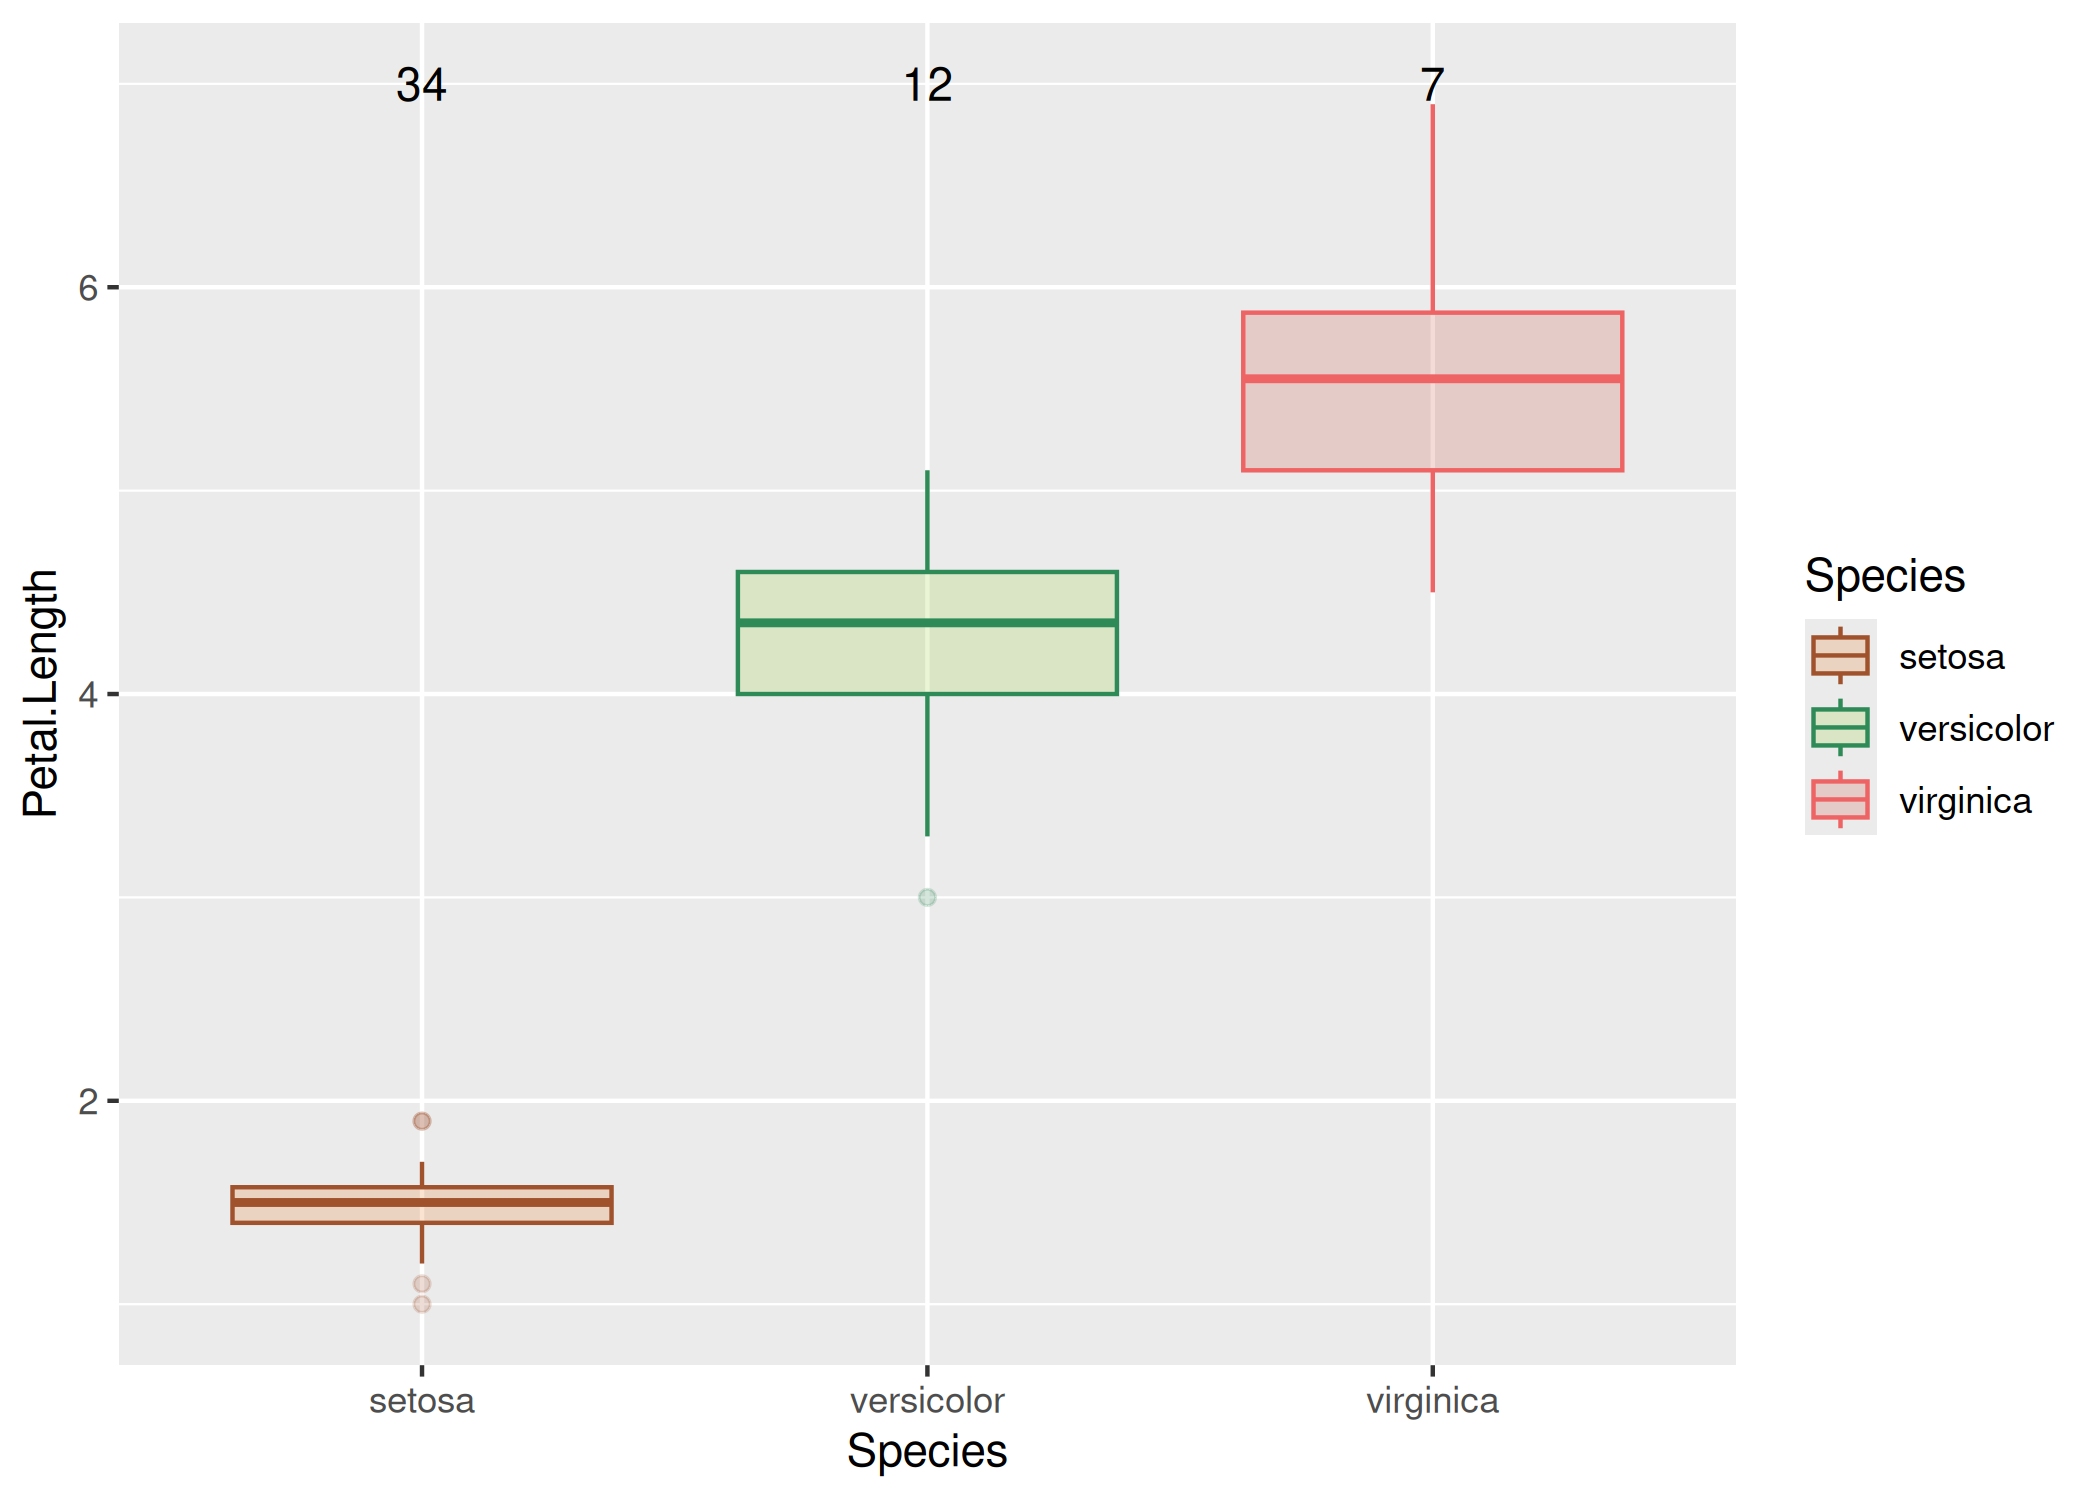 34 12 7
6
4
2
Petal.Length
setosa versicolor virginica
Species
Species
setosa
versicolor
virginica